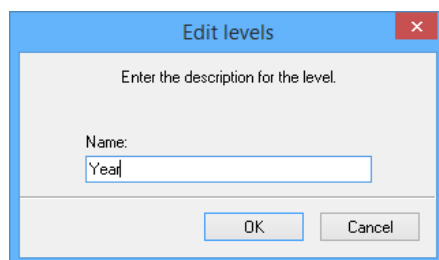 Edit levels
Enter the description for the level.
Name:
Year
OK Cancel